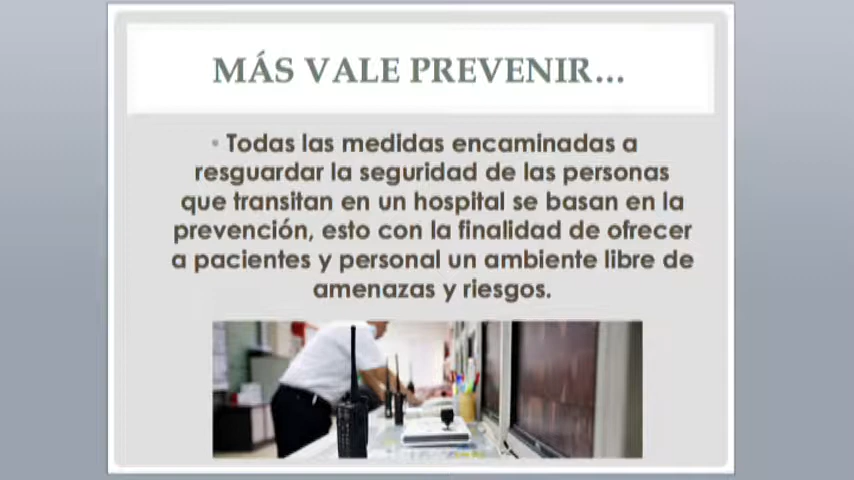 MÁS VALE PREVENIR...
• Todas las medidas encaminadas a
resguardar la seguridad de las personas
que transitan en un hospital se basan en la
prevención, esto con la finalidad de ofrecer
a pacientes y personal un ambiente libre de
amenazas y riesgos.